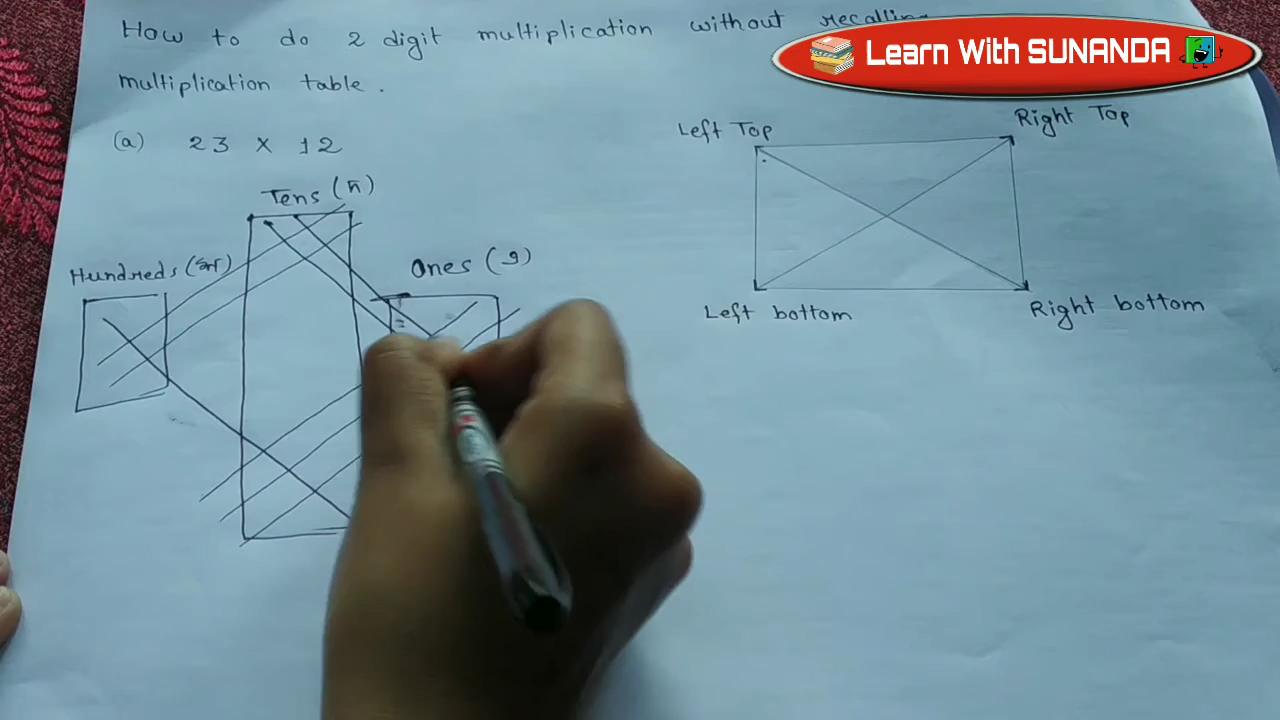 How to do 2 digit multiplication without recalling
multiplication table.
Learn With SUNANDA
(a) 23 x 12
Left Top
Right Top
Tens
Hundreds
Ones
Left bottom
Right bottom